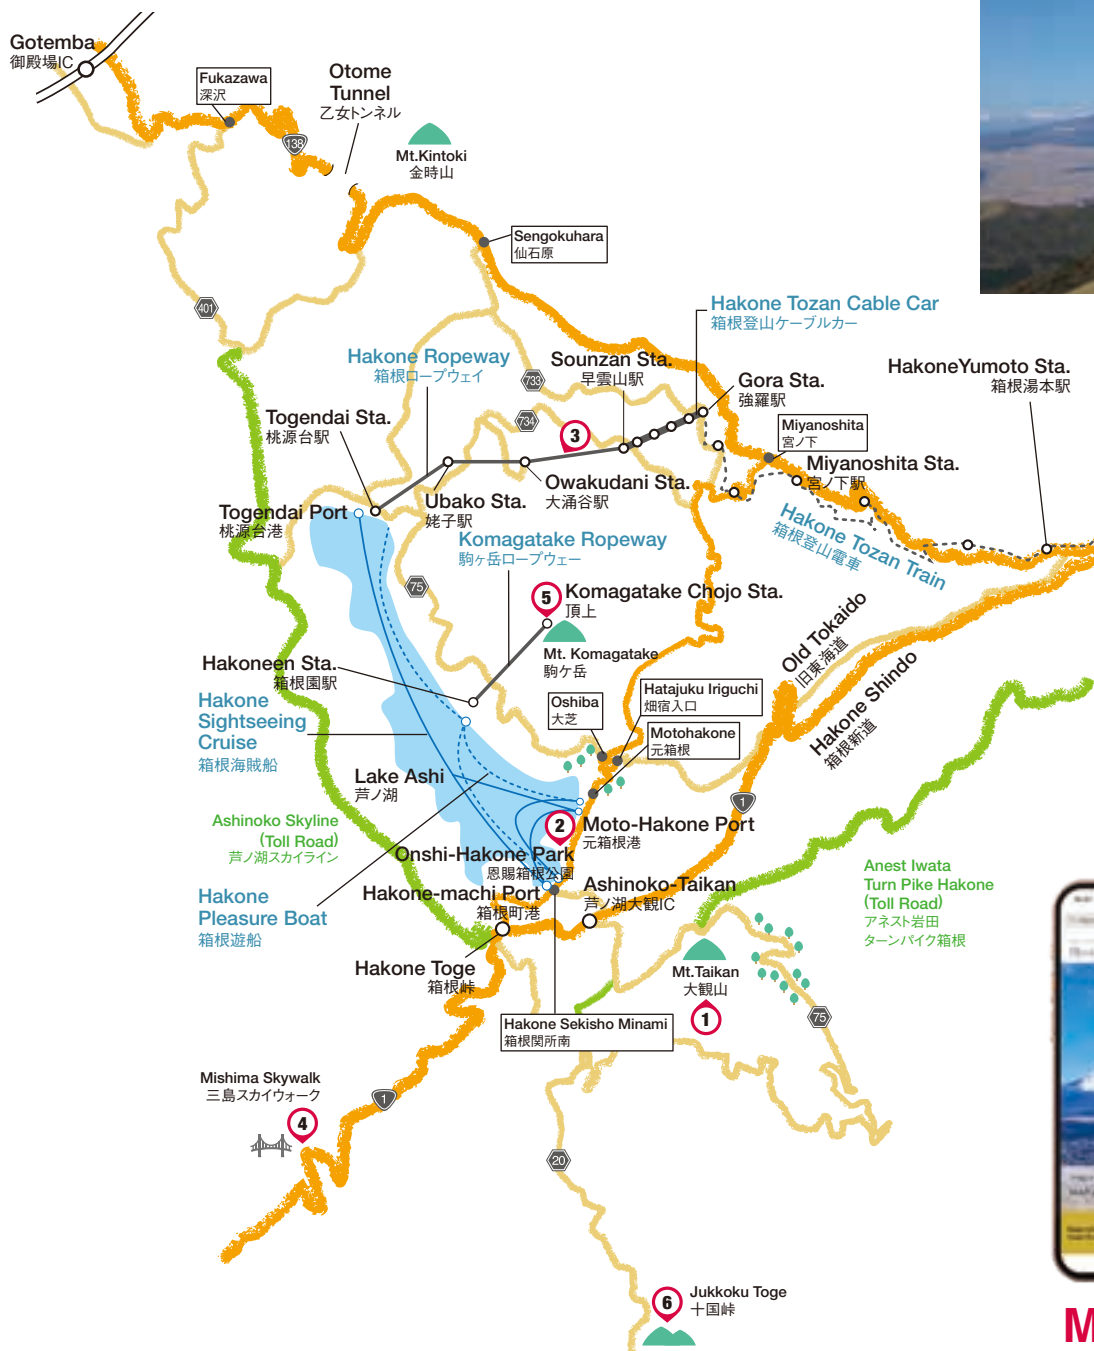 Gotemba
御殿場IC
Fukazawa
深沢
Otome
Tunnel
乙女トンネル
138
Mt.Kintoki
金時山
Sengokuhara
仙石原
401
Hakone Tozan Cable Car
箱根登山ケーブルカー
Hakone Ropeway
箱根ロープウェイ
733
Sounzan Sta.
早雲山駅
HakoneYumoto Sta.
箱根湯本駅
Gora Sta.
強羅駅
Togendai Sta.
桃源台駅
734
3
Miyanoshita
宮ノ下
Miyanoshita Sta.
宮ノ下駅
Owakudani Sta.
大涌谷駅
Ubako Sta.
姥子駅
Togendai Port
桃源台港
Hakone Tozan Train
箱根登山電車
Komagatake Ropeway
駒ヶ岳ロープウェー
75
5
Komagatake Chojo Sta.
頂上
Mt. Komagatake
駒ケ岳
Old Tokaido
旧東海道
Hakone Shindo
箱根新道
Hakoneen Sta.
箱根園駅
Hatajuku Iriguchi
畑宿入口
Oshiba
大芝
Motohakone
元箱根
Hakone
Sightseeing
Cruise
箱根海賊船
Lake Ashi
芦ノ湖
1
Ashinoko Skyline
(Toll Road)
芦ノ湖スカイライン
2
Moto-Hakone Port
元箱根港
Onshi-Hakone Park
恩賜箱根公園
Anest Iwata
Turn Pike Hakone
(Toll Road)
アネスト岩田
ターンパイク箱根
Hakone
Pleasure Boat
箱根遊船
Hakone-machi Port
箱根町港
Ashinoko-Taikan
芦ノ湖大観IC
Hakone Toge
箱根峠
Mt.Taikan
大観山
1
75
Hakone Sekisho Minami
箱根関所南
Mishima Skywalk
三島スカイウォーク
4
1
20
6
Jukkoku Toge
十国峠
M